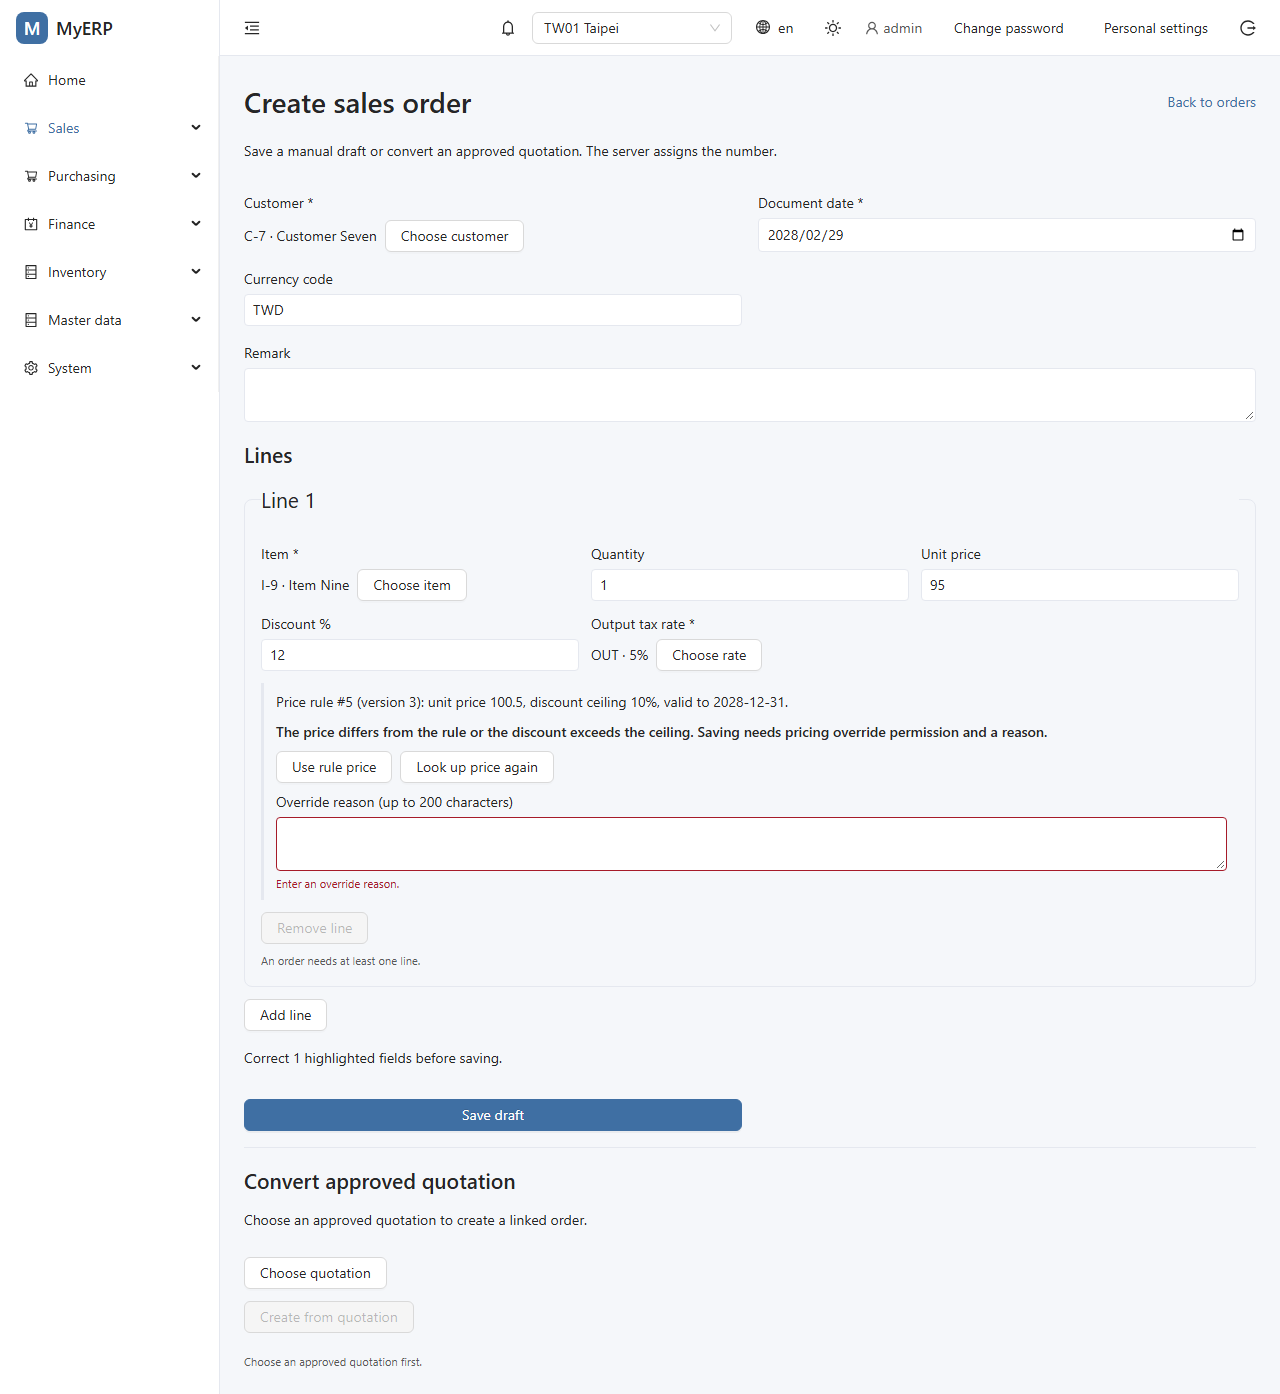 M MyERP
TW01 Taipei
en
admin
Change password
Personal settings
Home
Sales
Purchasing
Finance
Inventory
Master data
System
Create sales order
Back to orders
Save a manual draft or convert an approved quotation. The server assigns the number.
Customer *
Document date *
C-7 · Customer Seven
Choose customer
2028/02/29
Currency code
TWD
Remark
Lines
Line 1
Item *
Quantity
Unit price
I-9 · Item Nine
Choose item
1
95
Discount %
Output tax rate *
12
OUT · 5%
Choose rate
Price rule #5 (version 3): unit price 100.5, discount ceiling 10%, valid to 2028-12-31.
The price differs from the rule or the discount exceeds the ceiling. Saving needs pricing override permission and a reason.
Use rule price
Look up price again
Override reason (up to 200 characters)
Enter an override reason.
Remove line
An order needs at least one line.
Add line
Correct 1 highlighted fields before saving.
Save draft
Convert approved quotation
Choose an approved quotation to create a linked order.
Choose quotation
Create from quotation
Choose an approved quotation first.